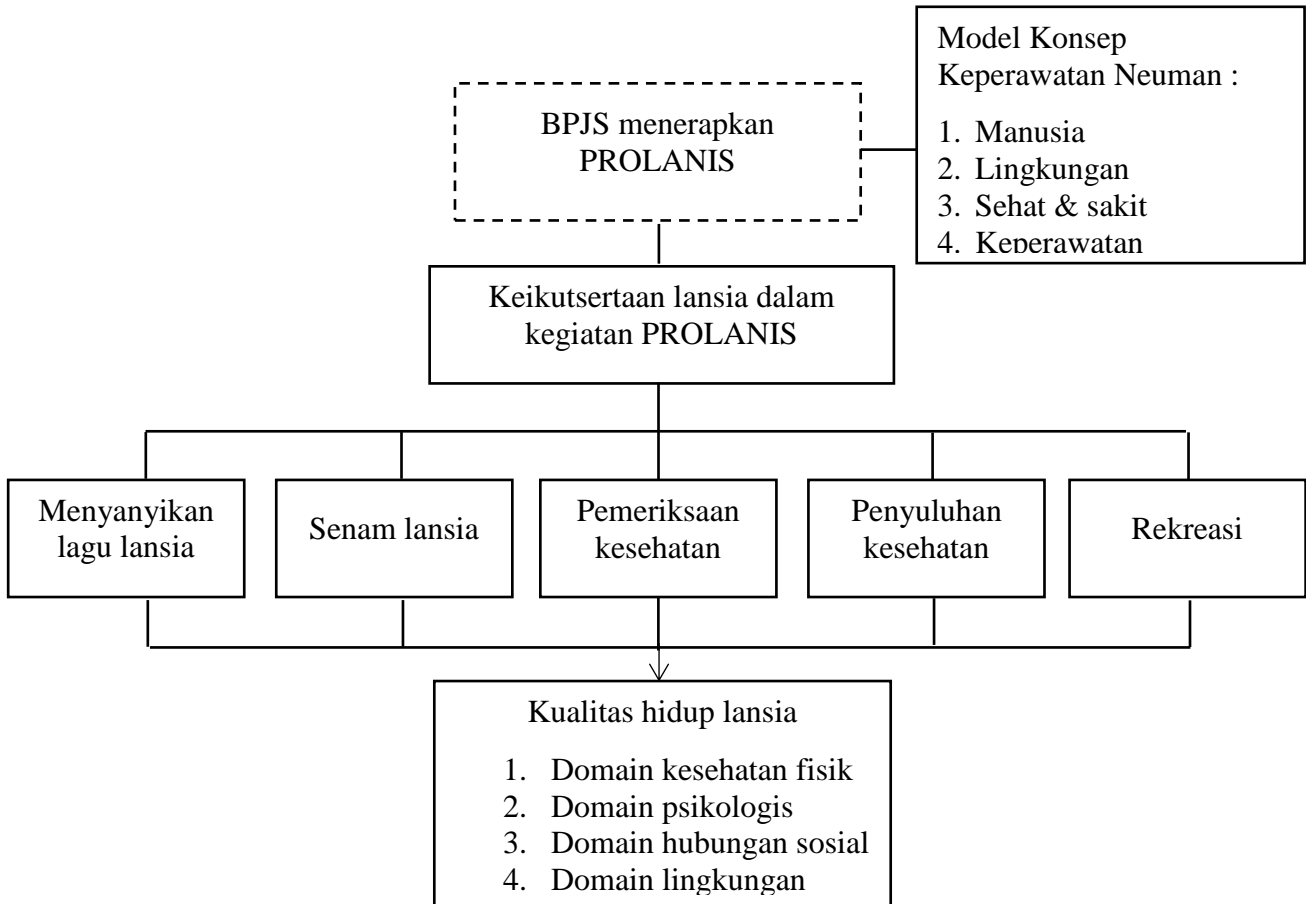 Model Konsep
Keperawatan Neuman :
1. Manusia
2. Lingkungan
3. Sehat & sakit
4. Keperawatan
BPJS menerapkan
PROLANIS
Keikutsertaan lansia dalam
kegiatan PROLANIS
Menyanyikan
lagu lansia
Senam lansia
Pemeriksaan
kesehatan
Penyuluhan
kesehatan
Rekreasi
Kualitas hidup lansia
1. Domain kesehatan fisik
2. Domain psikologis
3. Domain hubungan sosial
4. Domain lingkungan